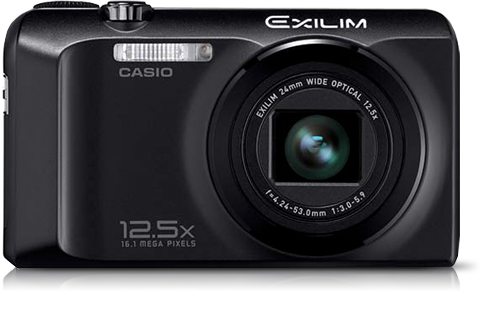 EXILIM
CASIO
EXILIM 24mm WIDE OPTICAL 12.5x
f=4.24-53.0mm 1:3.0-5.9
12.5x
16.1 MEGA PIXELS